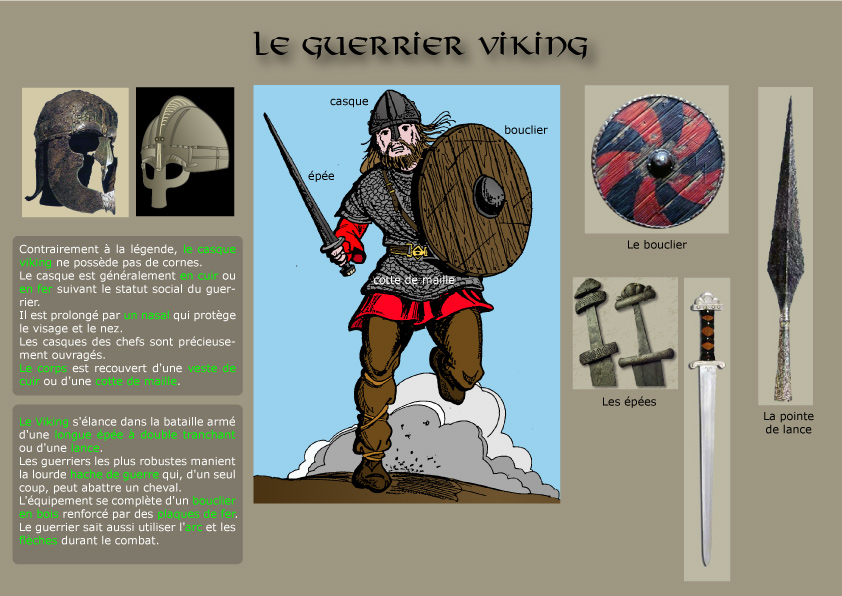 Le guerrier viking
casque
bouclier
épée
cotte de maille
Contrairement à la légende, le casque
viking ne possède pas de cornes.
Le casque est généralement en cuir ou
en fer suivant le statut social du guer-
rier.
Il est prolongé par un nasal qui protège
le visage et le nez.
Les casques des chefs sont précieuse-
ment ouvragés.
Le corps est recouvert d'une veste de
cuir ou d'une cotte de maille.
Le Viking s'élance dans la bataille armé
d'une longue épée à double tranchant
ou d'une lance.
Les guerriers les plus robustes manient
la lourde hache de guerre qui, d'un seul
coup, peut abattre un cheval.
L'équipement se complète d'un bouclier
en bois renforcé par des plaques de fer.
Le guerrier sait aussi utiliser l'arc et les
flèches durant le combat.
Le bouclier
Les épées
La pointe
de lance